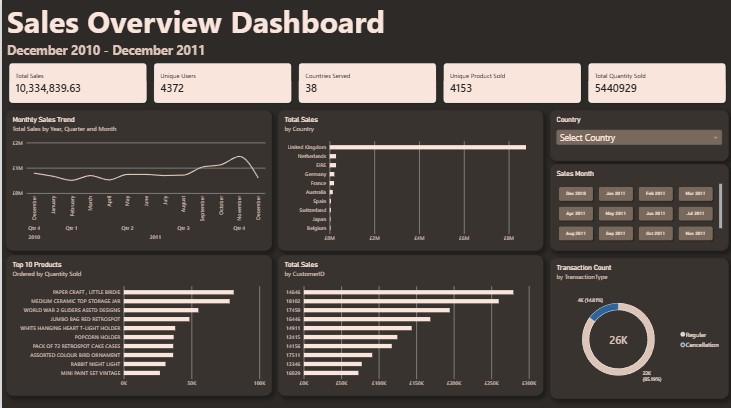 Sales Overview Dashboard
December 2010 - December 2011
Total Sales
10,334,839.63
Unique Users
4372
Countries Served
38
Unique Product Sold
4153
Total Quantity Sold
5440929
Monthly Sales Trend
Total Sales by Year, Quarter and Month
£2M
£1M
£0M
December
January
February
March
April
May
June
July
August
September
October
November
December
Qtr 4
Qtr 1
Qtr 2
Qtr 3
Qtr 4
2010
2011
Total Sales
by Country
United Kingdom
Netherlands
EIRE
Germany
France
Australia
Spain
Switzerland
Japan
Belgium
£0M
£2M
£4M
£6M
£8M
Country
Select Country
Sales Month
Dec 2010
Jan 2011
Feb 2011
Mar 2011
Apr 2011
May 2011
Jun 2011
Jul 2011
Aug 2011
Sep 2011
Oct 2011
Nov 2011
Top 10 Products
Ordered by Quantity Sold
PAPER CRAFT , LITTLE BIRDIE
MEDIUM CERAMIC TOP STORAGE JAR
WORLD WAR 2 GLIDERS ASSTD DESIGNS
JUMBO BAG RED RETROSPOT
WHITE HANGING HEART T-LIGHT HOLDER
POPCORN HOLDER
PACK OF 72 RETROSPOT CAKE CASES
ASSORTED COLOUR BIRD ORNAMENT
RABBIT NIGHT LIGHT
MINI PAINT SET VINTAGE
0K
50K
100K
Total Sales
by CustomerID
14646
18102
17450
16446
14911
12415
14156
17511
12346
16029
£0K
£50K
£100K
£150K
£200K
£250K
£300K
Transaction Count
by TransactionType
4K (14.81%)
26K
Regular
Cancellation
22K
(85.19%)